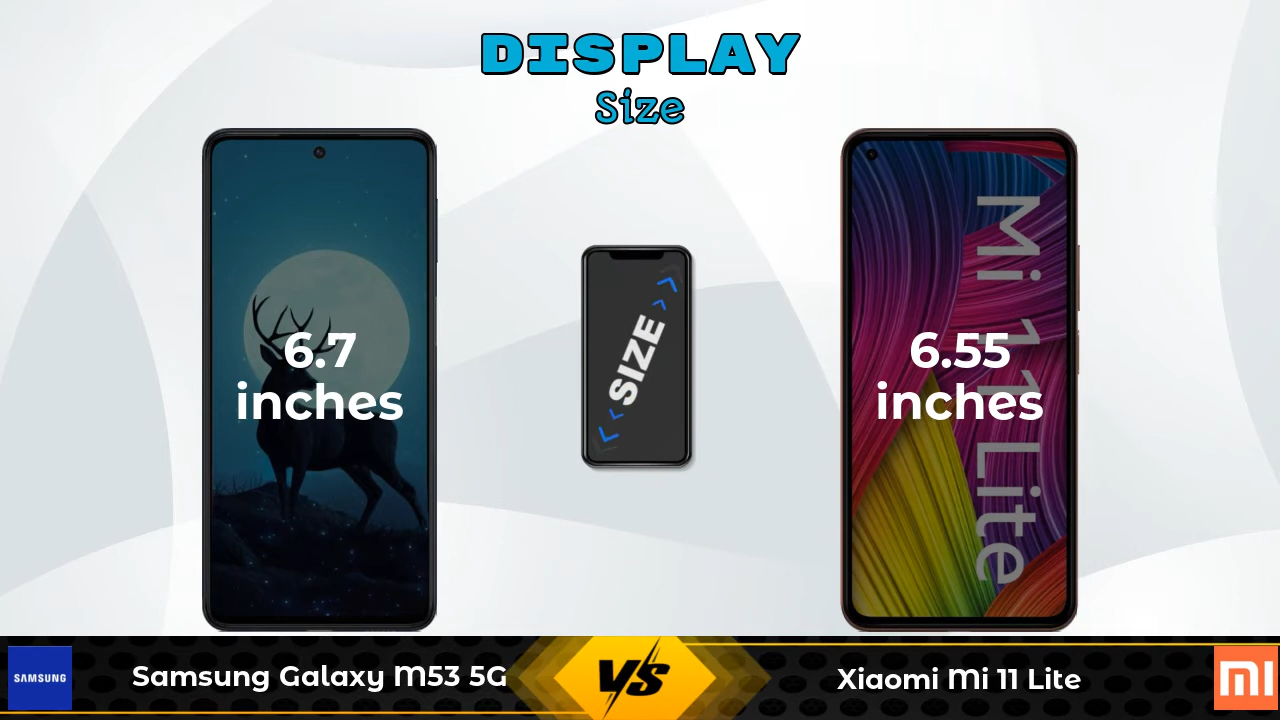 DISPLAY
Size
6.7
inches
SIZE
Mi 11 Lite
6.55
inches
SAMSUNG
Samsung Galaxy M53 5G
VS
Xiaomi Mi 11 Lite
mi